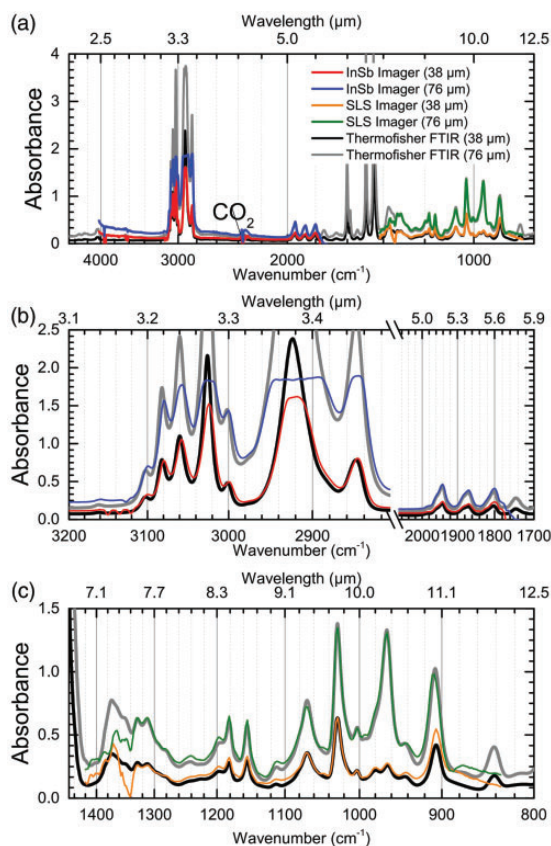 (a)
Wavelength (μm)
2.5 3.3 5.0 10.0 12.5
4
3
2
1
0
Absorbance
InSb Imager (38 μm)
InSb Imager (76 μm)
SLS Imager (38 μm)
SLS Imager (76 μm)
Thermofisher FTIR (38 μm)
Thermofisher FTIR (76 μm)
CO2
4000 3000 2000 1000
Wavenumber (cm-1)
(b)
Wavelength (μm)
3.1 3.2 3.3 3.4 5.0 5.3 5.6 5.9
2.5
2.0
1.5
1.0
0.5
0.0
Absorbance
3200 3100 3000 2900 2000 1900 1800 1700
Wavenumber (cm-1)
(c)
Wavelength (μm)
7.1 7.7 8.3 9.1 10.0 11.1 12.5
1.5
1.0
0.5
0.0
Absorbance
1400 1300 1200 1100 1000 900 800
Wavenumber (cm-1)